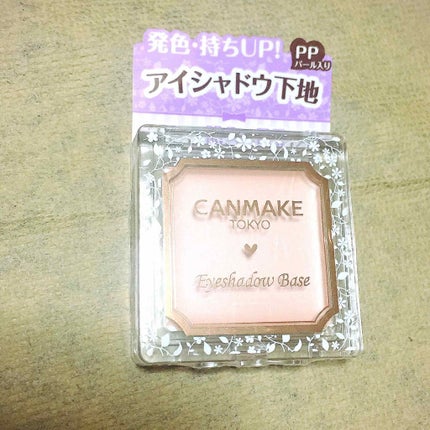 発色・持ちUP!
PP
パール入り
アイシャドウ下地
CANMAKE
TOKYO
Eyeshadow Base